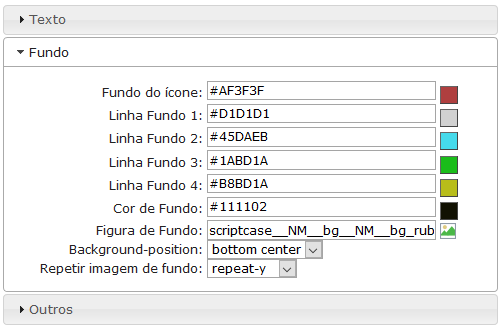 Texto
Fundo
Fundo do ícone: #AF3F3F
Linha Fundo 1: #D1D1D1
Linha Fundo 2: #45DAEB
Linha Fundo 3: #1ABD1A
Linha Fundo 4: #B8BD1A
Cor de Fundo: #111102
Figura de Fundo: scriptcase__NM__bg__NM__bg_rub
Background-position: bottom center
Repetir imagem de fundo: repeat-y
Outros